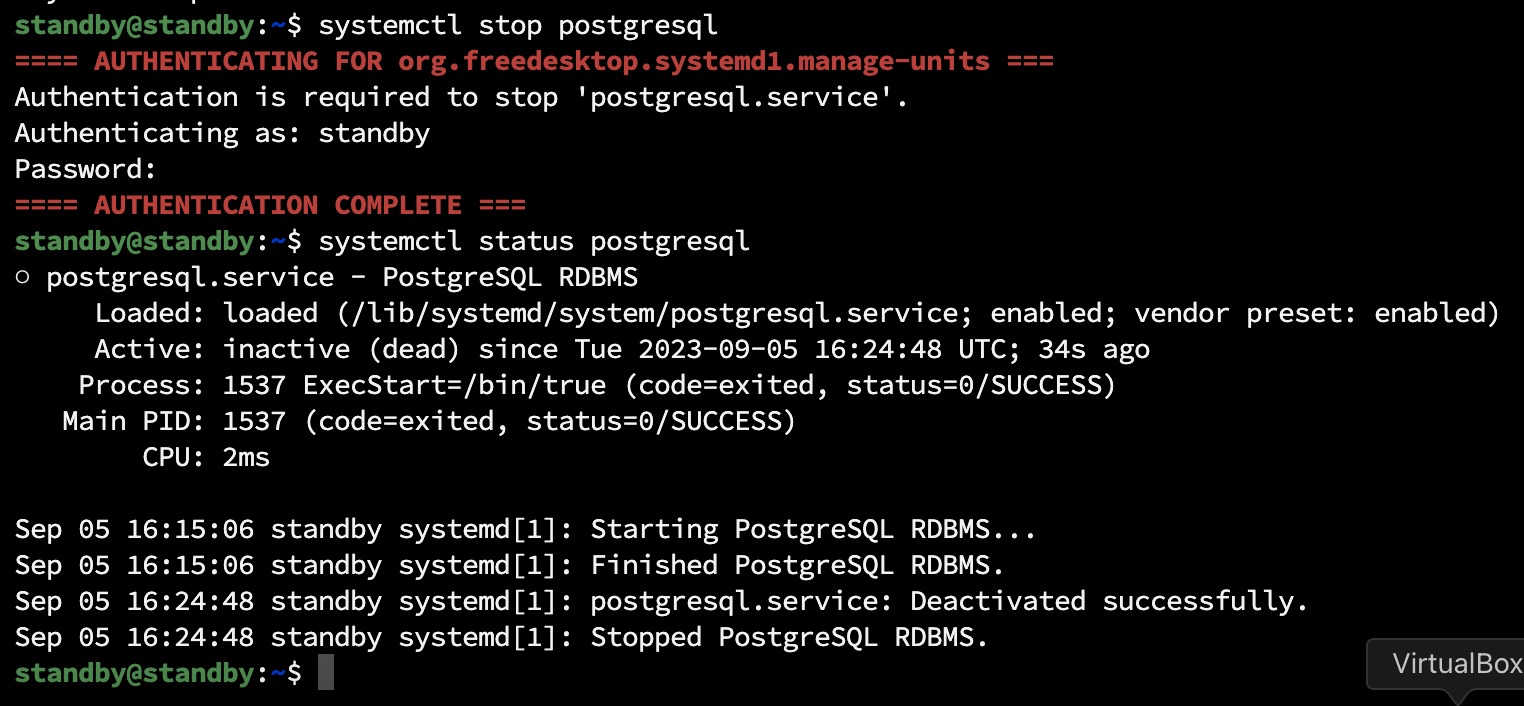 standby@standby:~$ systemctl stop postgresql
==== AUTHENTICATING FOR org.freedesktop.systemd1.manage-units ===
Authentication is required to stop 'postgresql.service'.
Authenticating as: standby
Password:
==== AUTHENTICATION COMPLETE ===
standby@standby:~$ systemctl status postgresql
○ postgresql.service - PostgreSQL RDBMS
     Loaded: loaded (/lib/systemd/system/postgresql.service; enabled; vendor preset: enabled)
     Active: inactive (dead) since Tue 2023-09-05 16:24:48 UTC; 34s ago
    Process: 1537 ExecStart=/bin/true (code=exited, status=0/SUCCESS)
   Main PID: 1537 (code=exited, status=0/SUCCESS)
        CPU: 2ms

Sep 05 16:15:06 standby systemd[1]: Starting PostgreSQL RDBMS...
Sep 05 16:15:06 standby systemd[1]: Finished PostgreSQL RDBMS.
Sep 05 16:24:48 standby systemd[1]: postgresql.service: Deactivated successfully.
Sep 05 16:24:48 standby systemd[1]: Stopped PostgreSQL RDBMS.
standby@standby:~$
VirtualBox